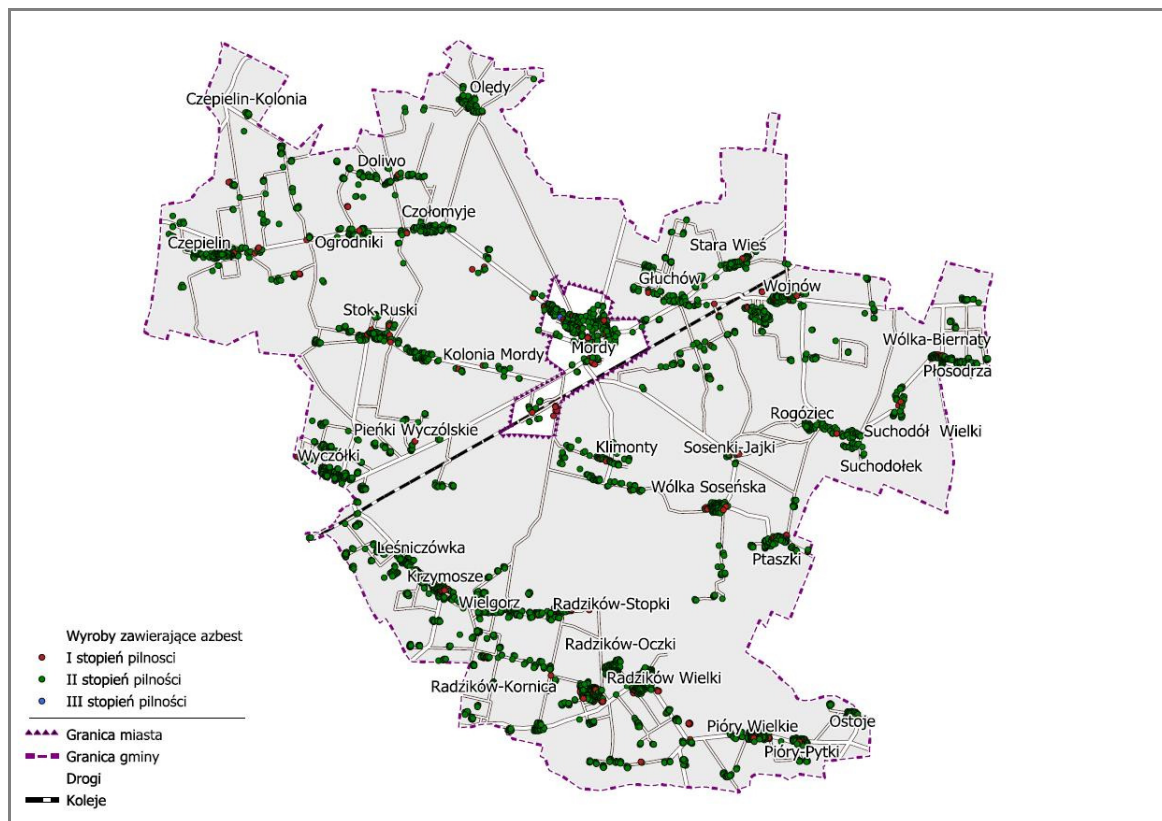 Olędy
Czepielin-Kolonia
Doliwo
Czołomyje
Czepielin
Ogrodniki
Stara Wieś
Głuchów
Wojnów
Stok Ruski
Kolonia Mordy
Mordy
Wólka-Biernaty
Płosodrza
Pieńki Wyczólskie
Wyczółki
Klimonty
Sosenki-Jajki
Rogóziec
Suchodół Wielki
Suchodołek
Wólka Soseńska
Ptaszki
Leśniczówka
Krzymosze
Wielgorz
Radzików-Stopki
Radzików-Oczki
Radzików-Kornica
Radzików Wielki
Pióry Wielkie
Ostoje
Pióry-Pytki
Wyroby zawierające azbest
I stopień pilnosci
II stopień pilności
III stopień pilności
Granica miasta
Granica gminy
Drogi
Koleje